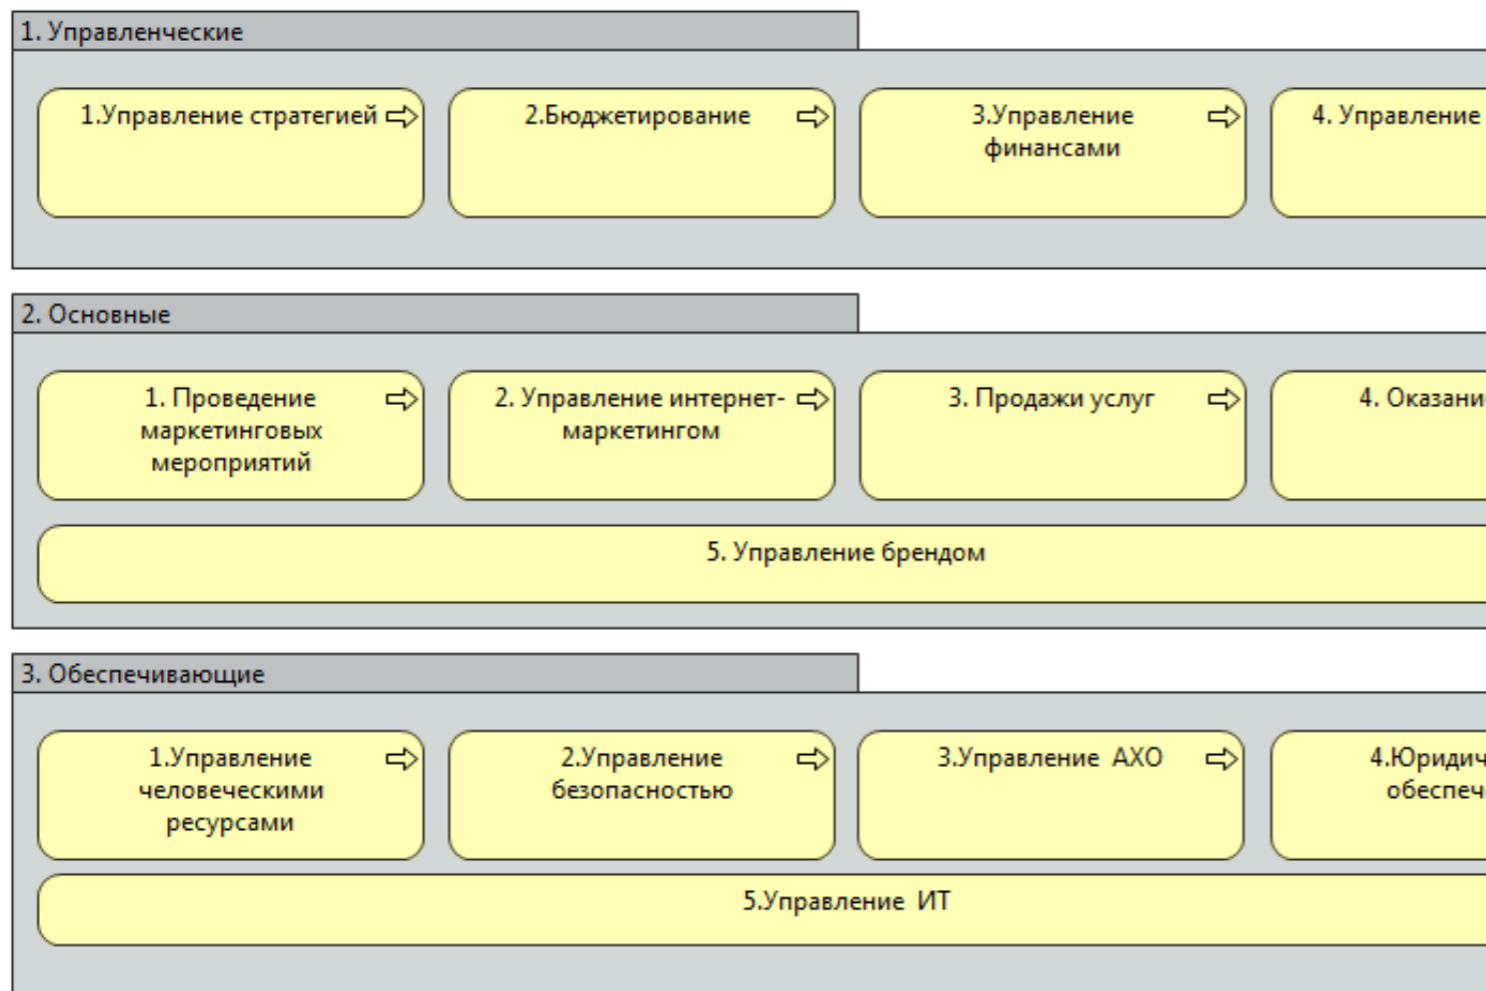 1. Управленческие
1.Управление стратегией
2.Бюджетирование
3.Управление
финансами
4. Управление
2. Основные
1. Проведение
маркетинговых
мероприятий
2. Управление интернет-
маркетингом
3. Продажи услуг
4.
5. Управление брендом
3. Обеспечивающие
1.Управление
человеческими
ресурсами
2.Управление
безопасностью
3.Управление АХО
4.
5.Управление ИТ